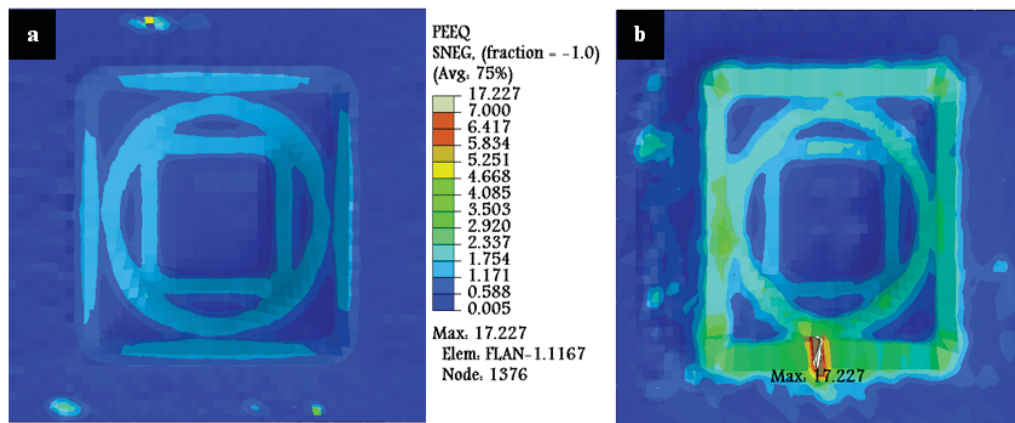 a
PEEQ
SNEG, (fraction = -1.0)
(Avg: 75%)
17.227
7.000
6.417
5.834
5.251
4.668
4.085
3.503
2.920
2.337
1.754
1.171
0.588
0.005
Max: 17.227
Elem: FLAN-1.1167
Node: 1376
b
Max: 17.227